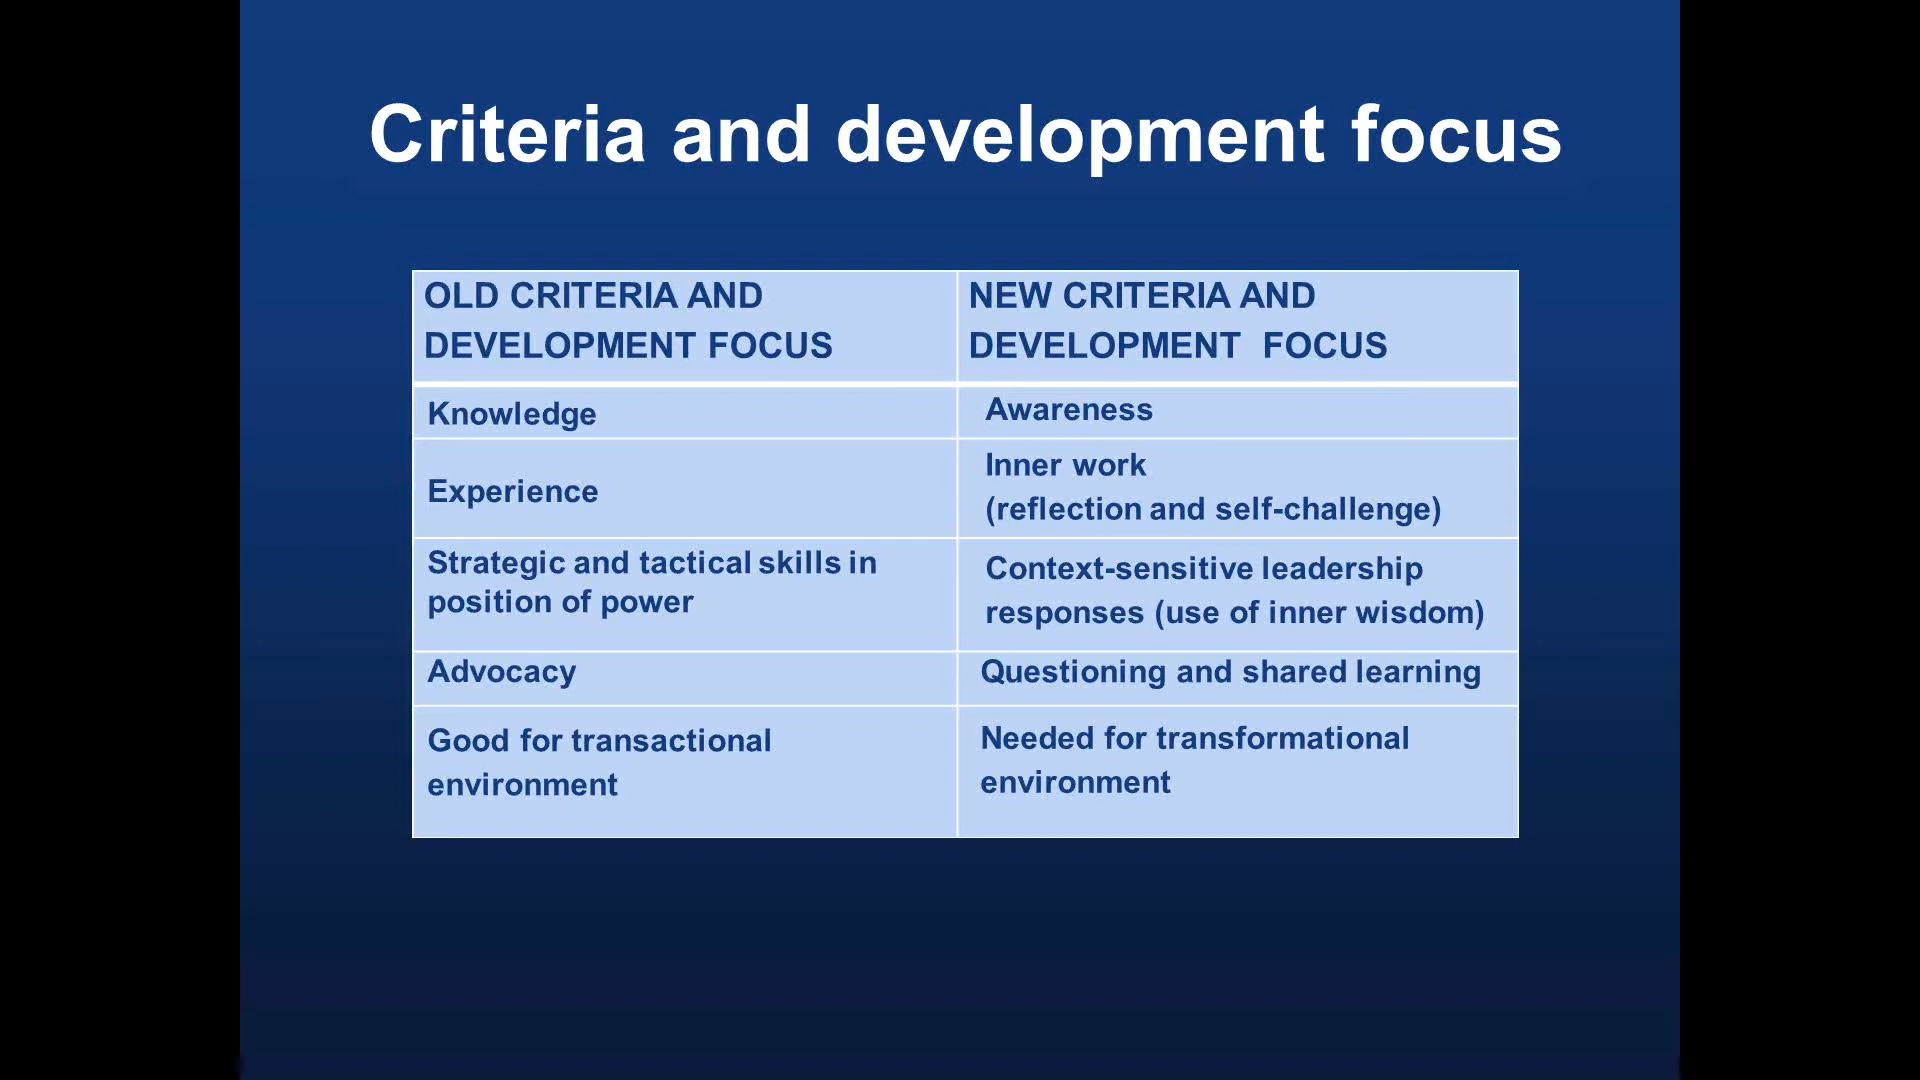 Criteria and development focus
OLD CRITERIA AND
DEVELOPMENT FOCUS
NEW CRITERIA AND
DEVELOPMENT FOCUS
Knowledge
Awareness
Experience
Inner work
(reflection and self-challenge)
Strategic and tactical skills in
position of power
Context-sensitive leadership
responses (use of inner wisdom)
Advocacy
Questioning and shared learning
Good for transactional
environment
Needed for transformational
environment